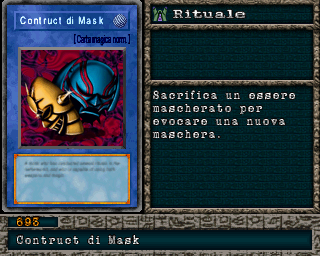 Contruct di Mask
[Carta magica norm.]
Rituale
Sacrifica un essere
mascherato per
evocare una nuova
maschera.
693
Contruct di Mask